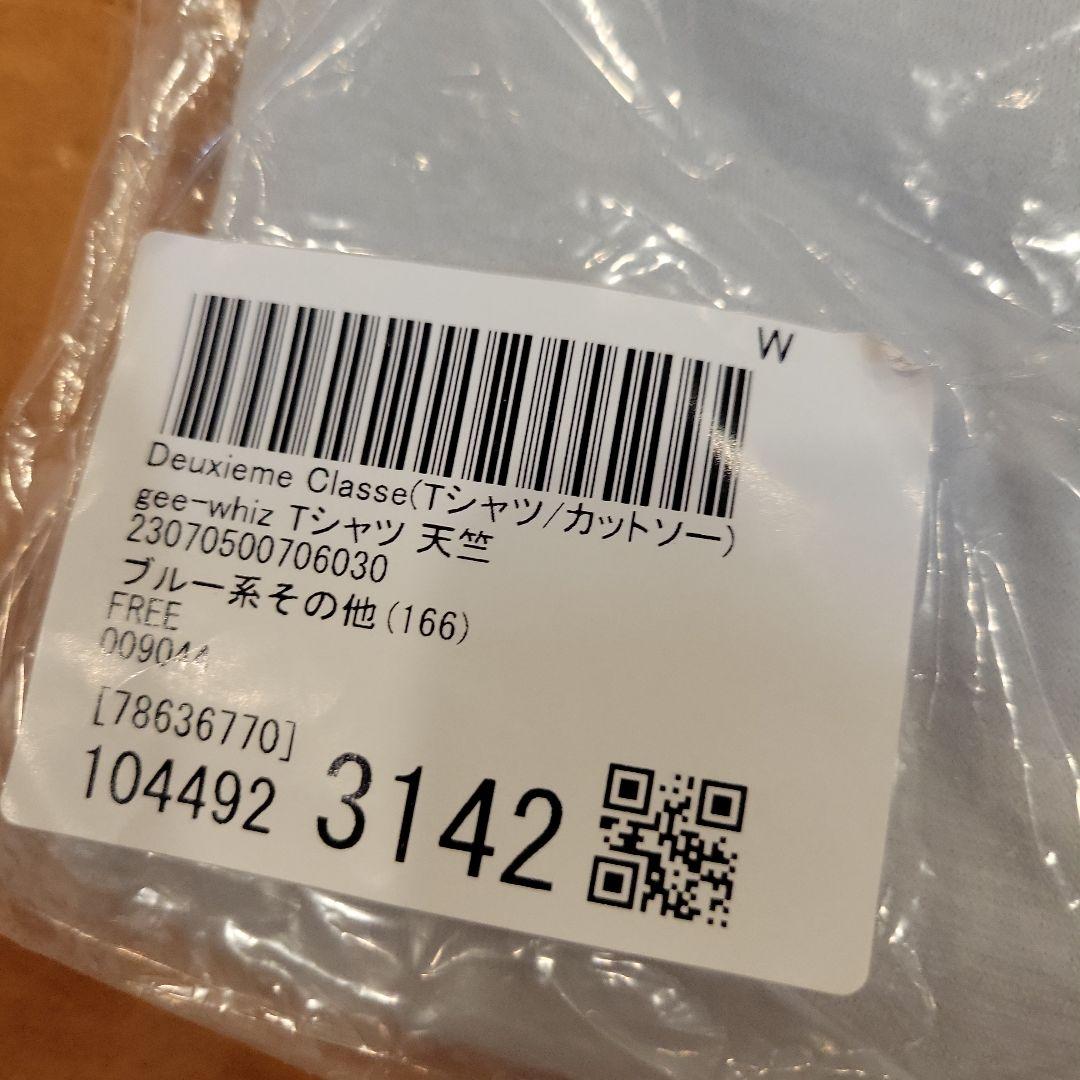 W
Deuxieme Classe(Tシャツ/カットソー)
gee-whiz Tシャツ 天竺
23070500706030
ブルー系その他(166)
FREE
009044
[78636770]
104492 3142